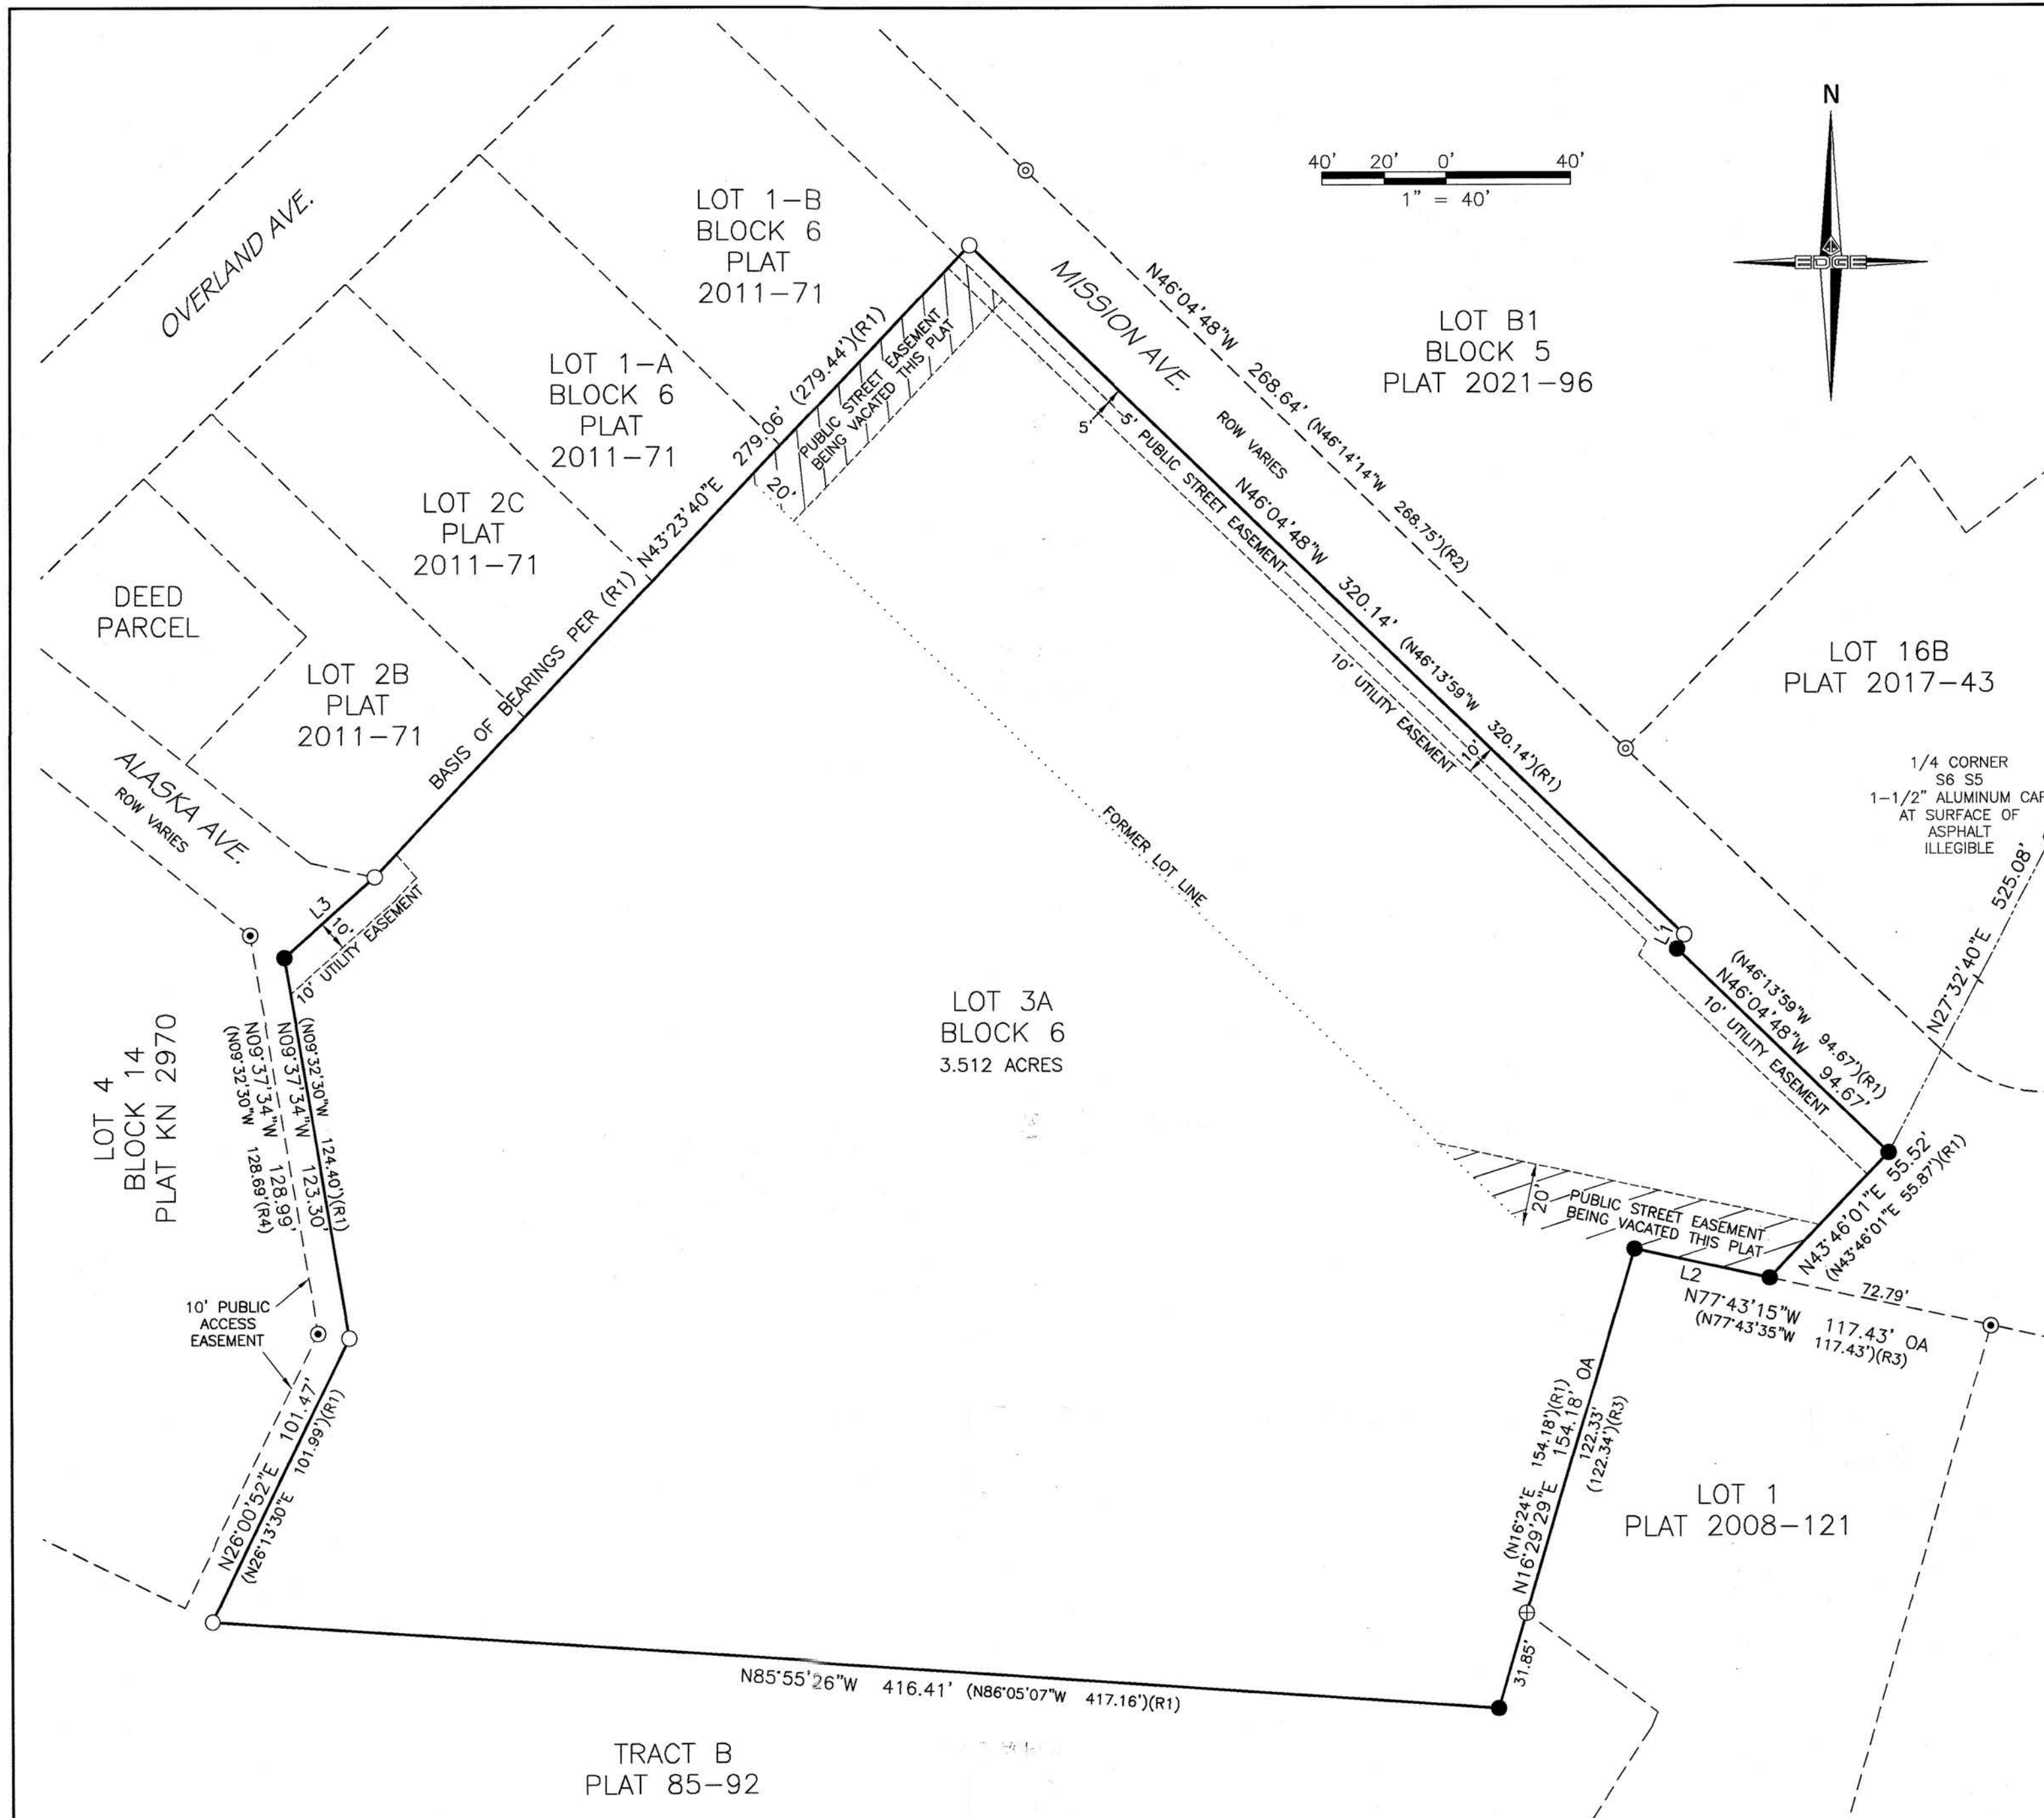 N
EDGE
40' 20' 0' 40'
1" = 40'
OVERLAND AVE.
LOT 1-B
BLOCK 6
PLAT
2011-71
LOT 1-A
BLOCK 6
PLAT
2011-71
LOT 2C
PLAT
2011-71
DEED
PARCEL
LOT 2B
PLAT
2011-71
ALASKA AVE.
ROW VARIES
BASIS OF BEARINGS PER (R1) N43°23'40"E 279.06' (279.44')(R1)
PUBLIC STREET EASEMENT
BEING VACATED THIS PLAT
20'
MISSION AVE.
ROW VARIES
N46°04'48"W 268.64' (N46°14'14"W 268.75')(R2)
LOT B1
BLOCK 5
PLAT 2021-96
5'
5' PUBLIC STREET EASEMENT
N46°04'48"W 320.14' (N46°13'59"W 320.14')(R1)
10' UTILITY EASEMENT
10'
LOT 16B
PLAT 2017-43
1/4 CORNER
S6 S5
1-1/2" ALUMINUM CAP
AT SURFACE OF
ASPHALT
ILLEGIBLE
N27°32'40"E 525.08'
FORMER LOT LINE
L1
(N46°13'59"W 94.67')(R1)
N46°04'48"W 94.67'
10' UTILITY EASEMENT
L3
10'
10' UTILITY EASEMENT
LOT 3A
BLOCK 6
3.512 ACRES
LOT 4
BLOCK 14
PLAT KN 2970
(N09°32'30"W 124.40')(R1)
N09°37'34"W 123.30'
N09°37'34"W 128.99'
(N09°32'30"W 128.69')(R4)
10' PUBLIC
ACCESS
EASEMENT
20'
PUBLIC STREET EASEMENT
BEING VACATED THIS PLAT
N43°46'01"E 55.52'
(N43°46'01"E 55.87')(R1)
L2
72.79'
N77°43'15"W 117.43' OA
(N77°43'35"W 117.43')(R3)
N26°00'52"E 101.47'
(N26°13'30"E 101.99')(R1)
(N16°24'E 154.18')(R1)
N16°29'29"E 154.18' OA
122.33'
(122.34')(R3)
LOT 1
PLAT 2008-121
31.85'
N85°55'26"W 416.41' (N86°05'07"W 417.16')(R1)
TRACT B
PLAT 85-92